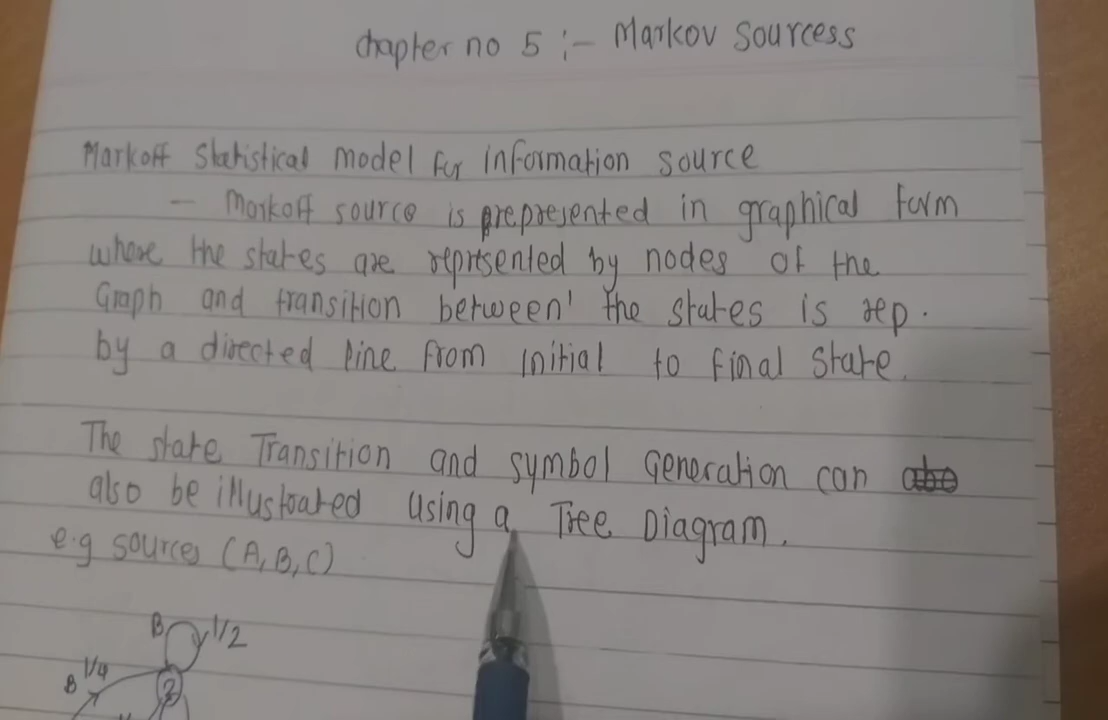 chapter no 5 :- Markov Sourcess
Markoff Statistical model for information source
- Markoff source is prepresented in graphical form
where the states are represented by nodes of the
Graph and transition between' the states is rep.
by a directed line from initial to final state.
The state Transition and symbol generation can
also be illustrated using a Tree Diagram.
e.g sources (A, B, C)
B 1/2
1/4
B 2